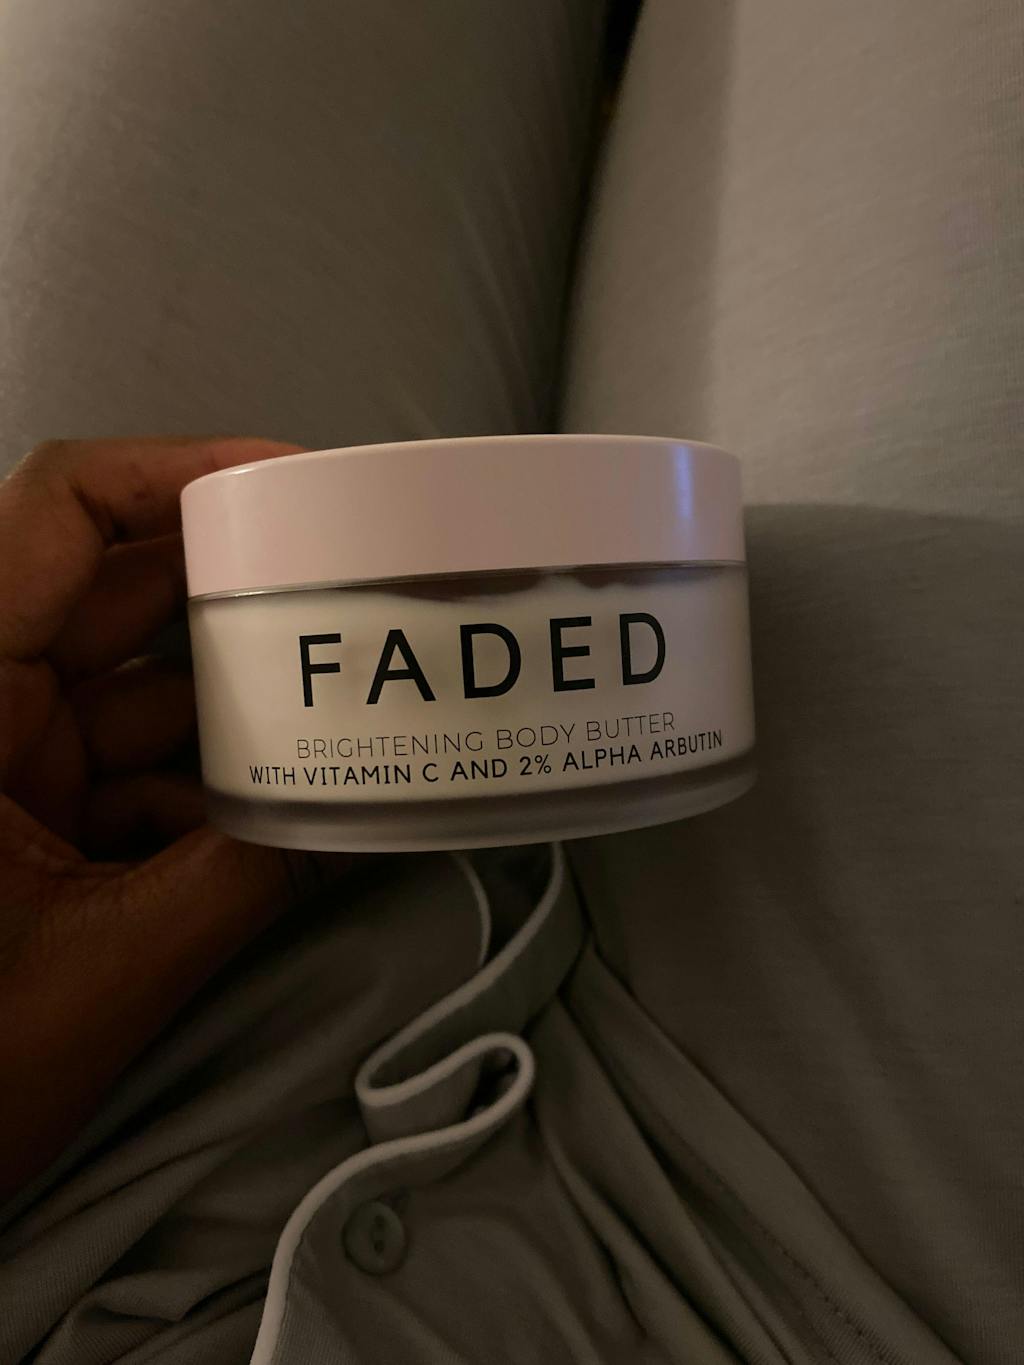 FADED
BRIGHTENING BODY BUTTER
WITH VITAMIN C AND 2% ALPHA ARBUTIN